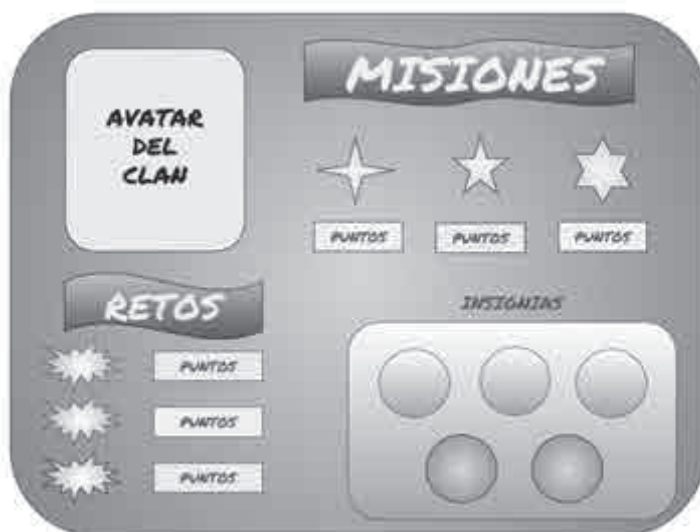 AVATAR
DEL
CLAN
MISIONES
PUNTOS PUNTOS PUNTOS
RETOS
PUNTOS
PUNTOS
PUNTOS
INSIGNIAS